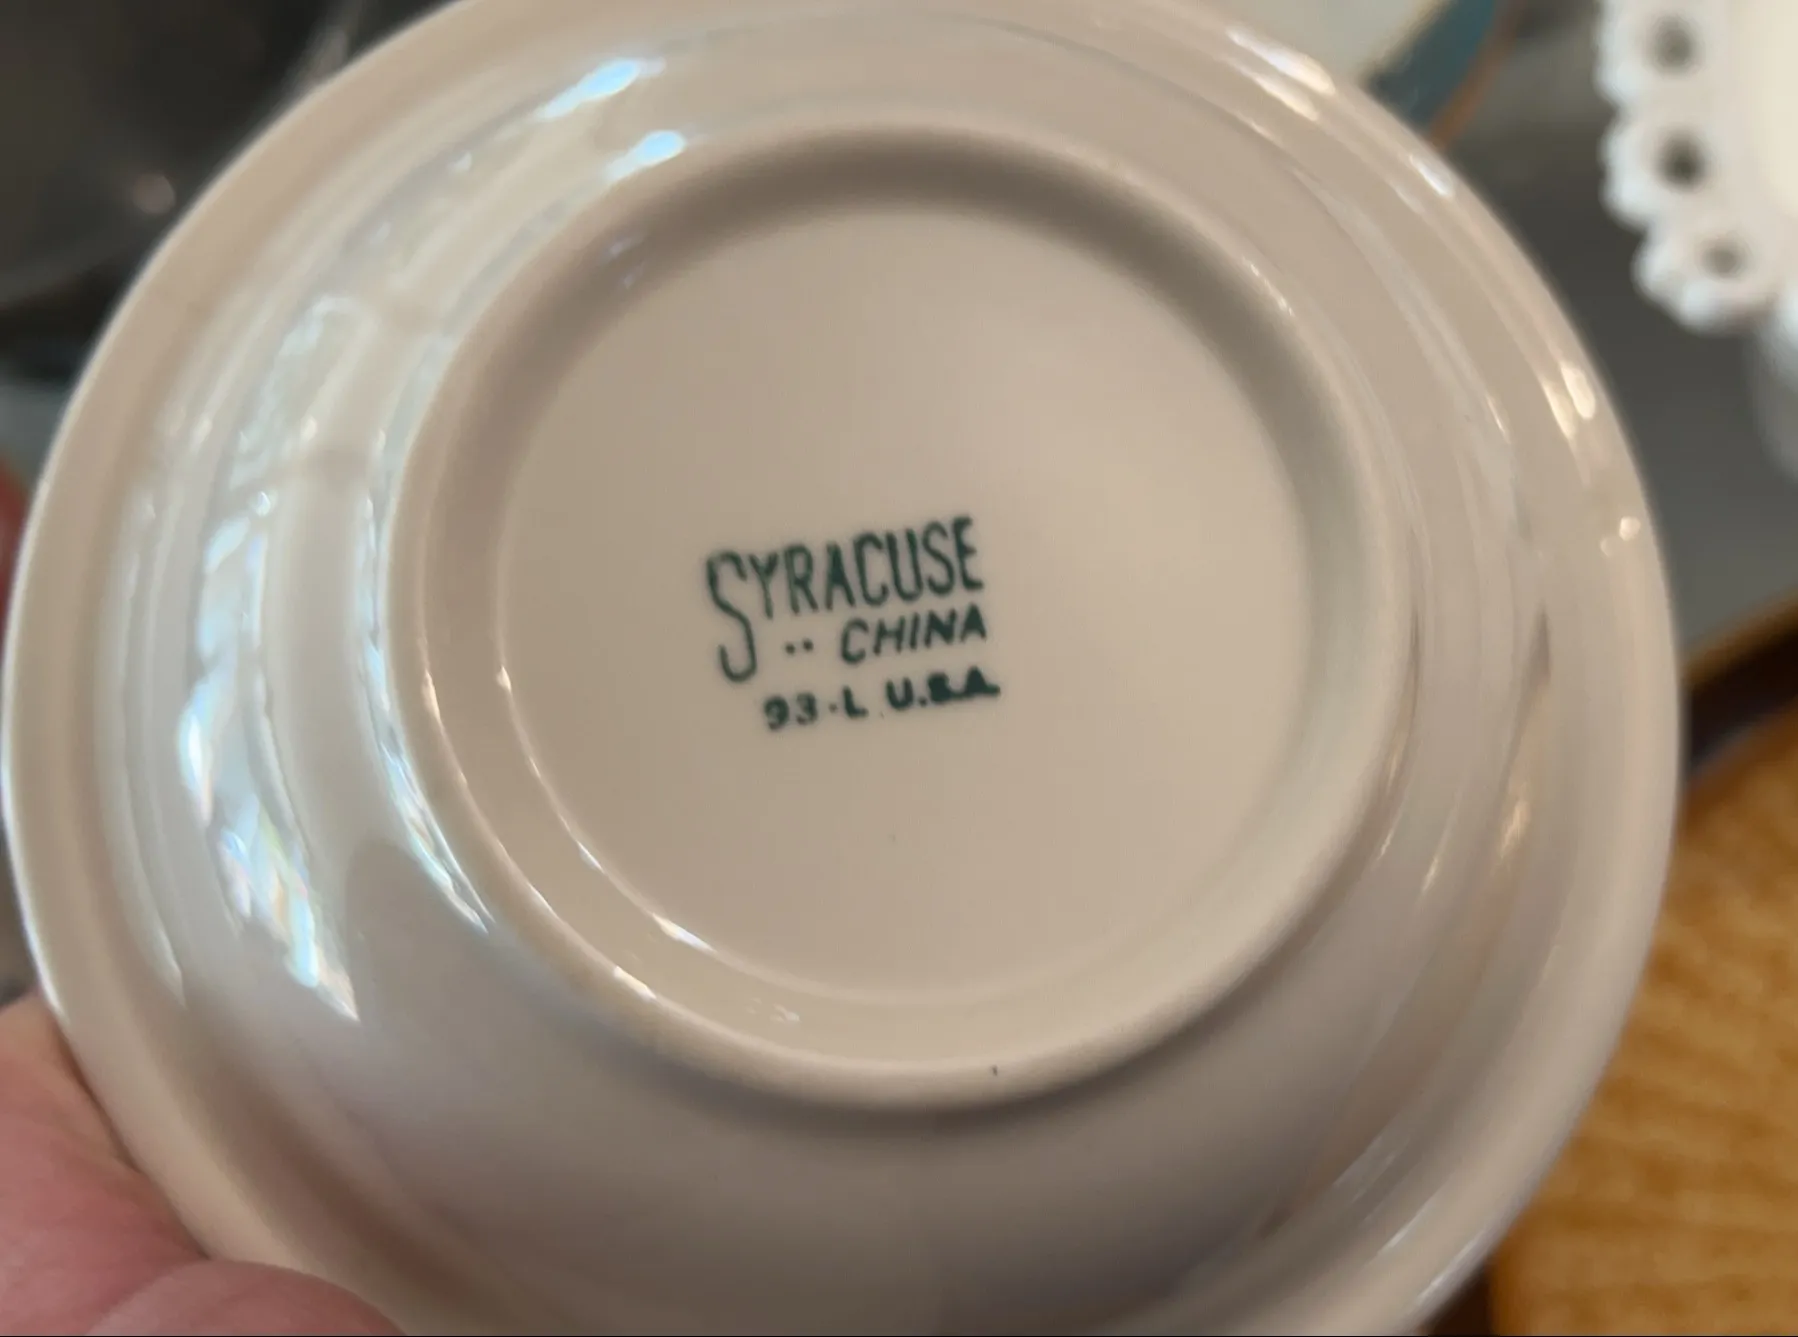 SYRACUSE
·· CHINA
93-L U.S.A.